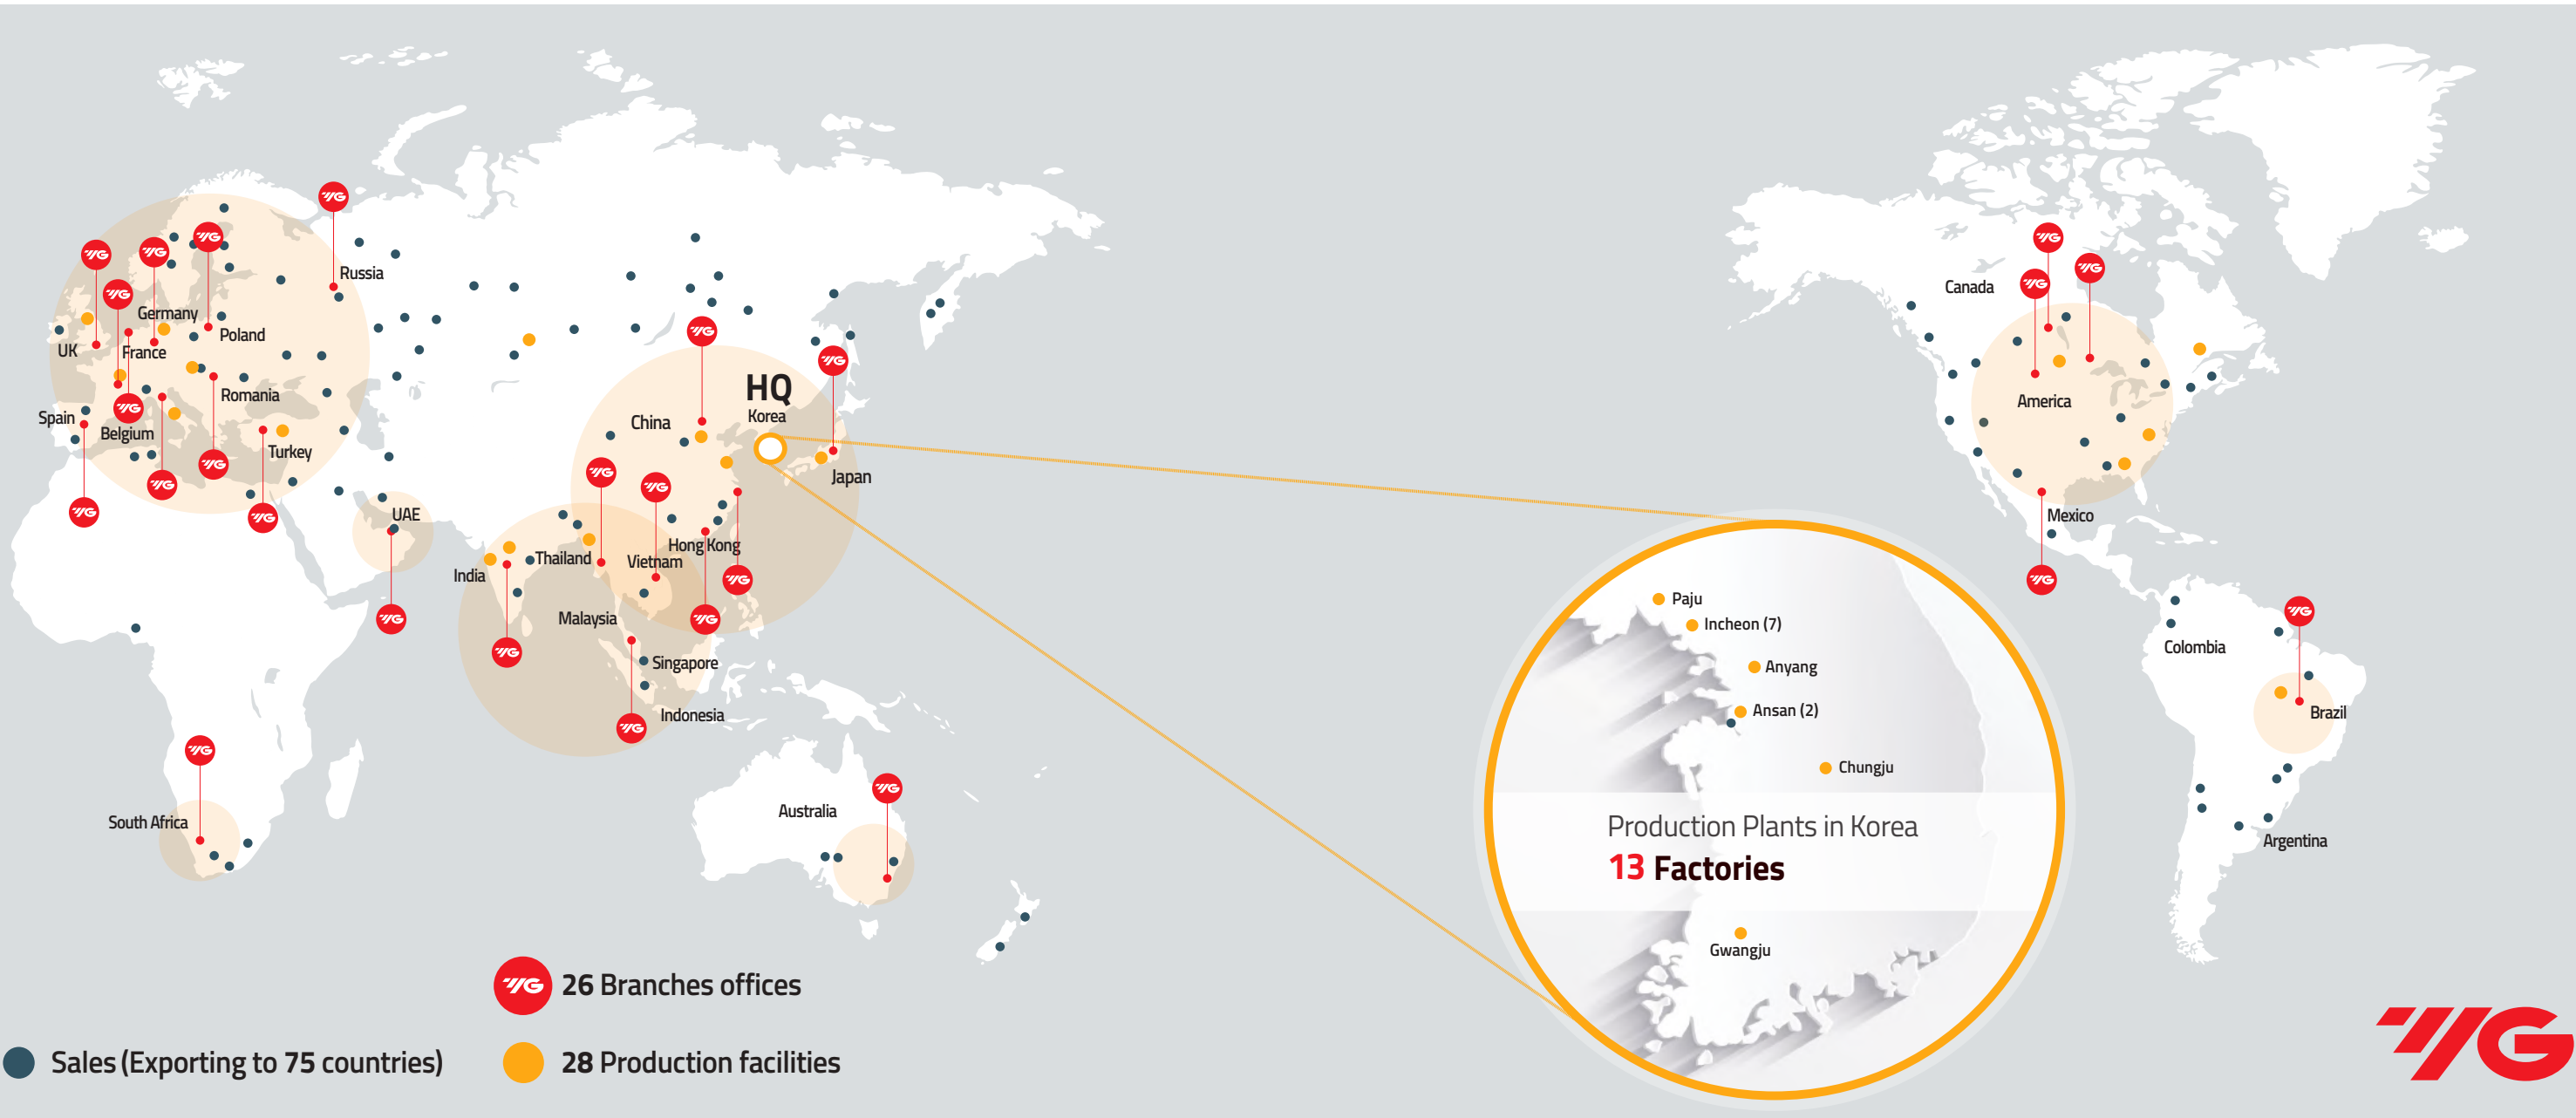 Russia
Germany
Poland
UK
France
Romania
Spain
Belgium
Turkey
UAE
HQ
Korea
China
Japan
Hong Kong
Thailand
Vietnam
India
Malaysia
Singapore
Indonesia
South Africa
Australia
Canada
America
Mexico
Colombia
Brazil
Argentina
Paju
Incheon (7)
Anyang
Ansan (2)
Chungju
Production Plants in Korea
13 Factories
Gwangju
YG 26 Branches offices
Sales (Exporting to 75 countries)
28 Production facilities
YG